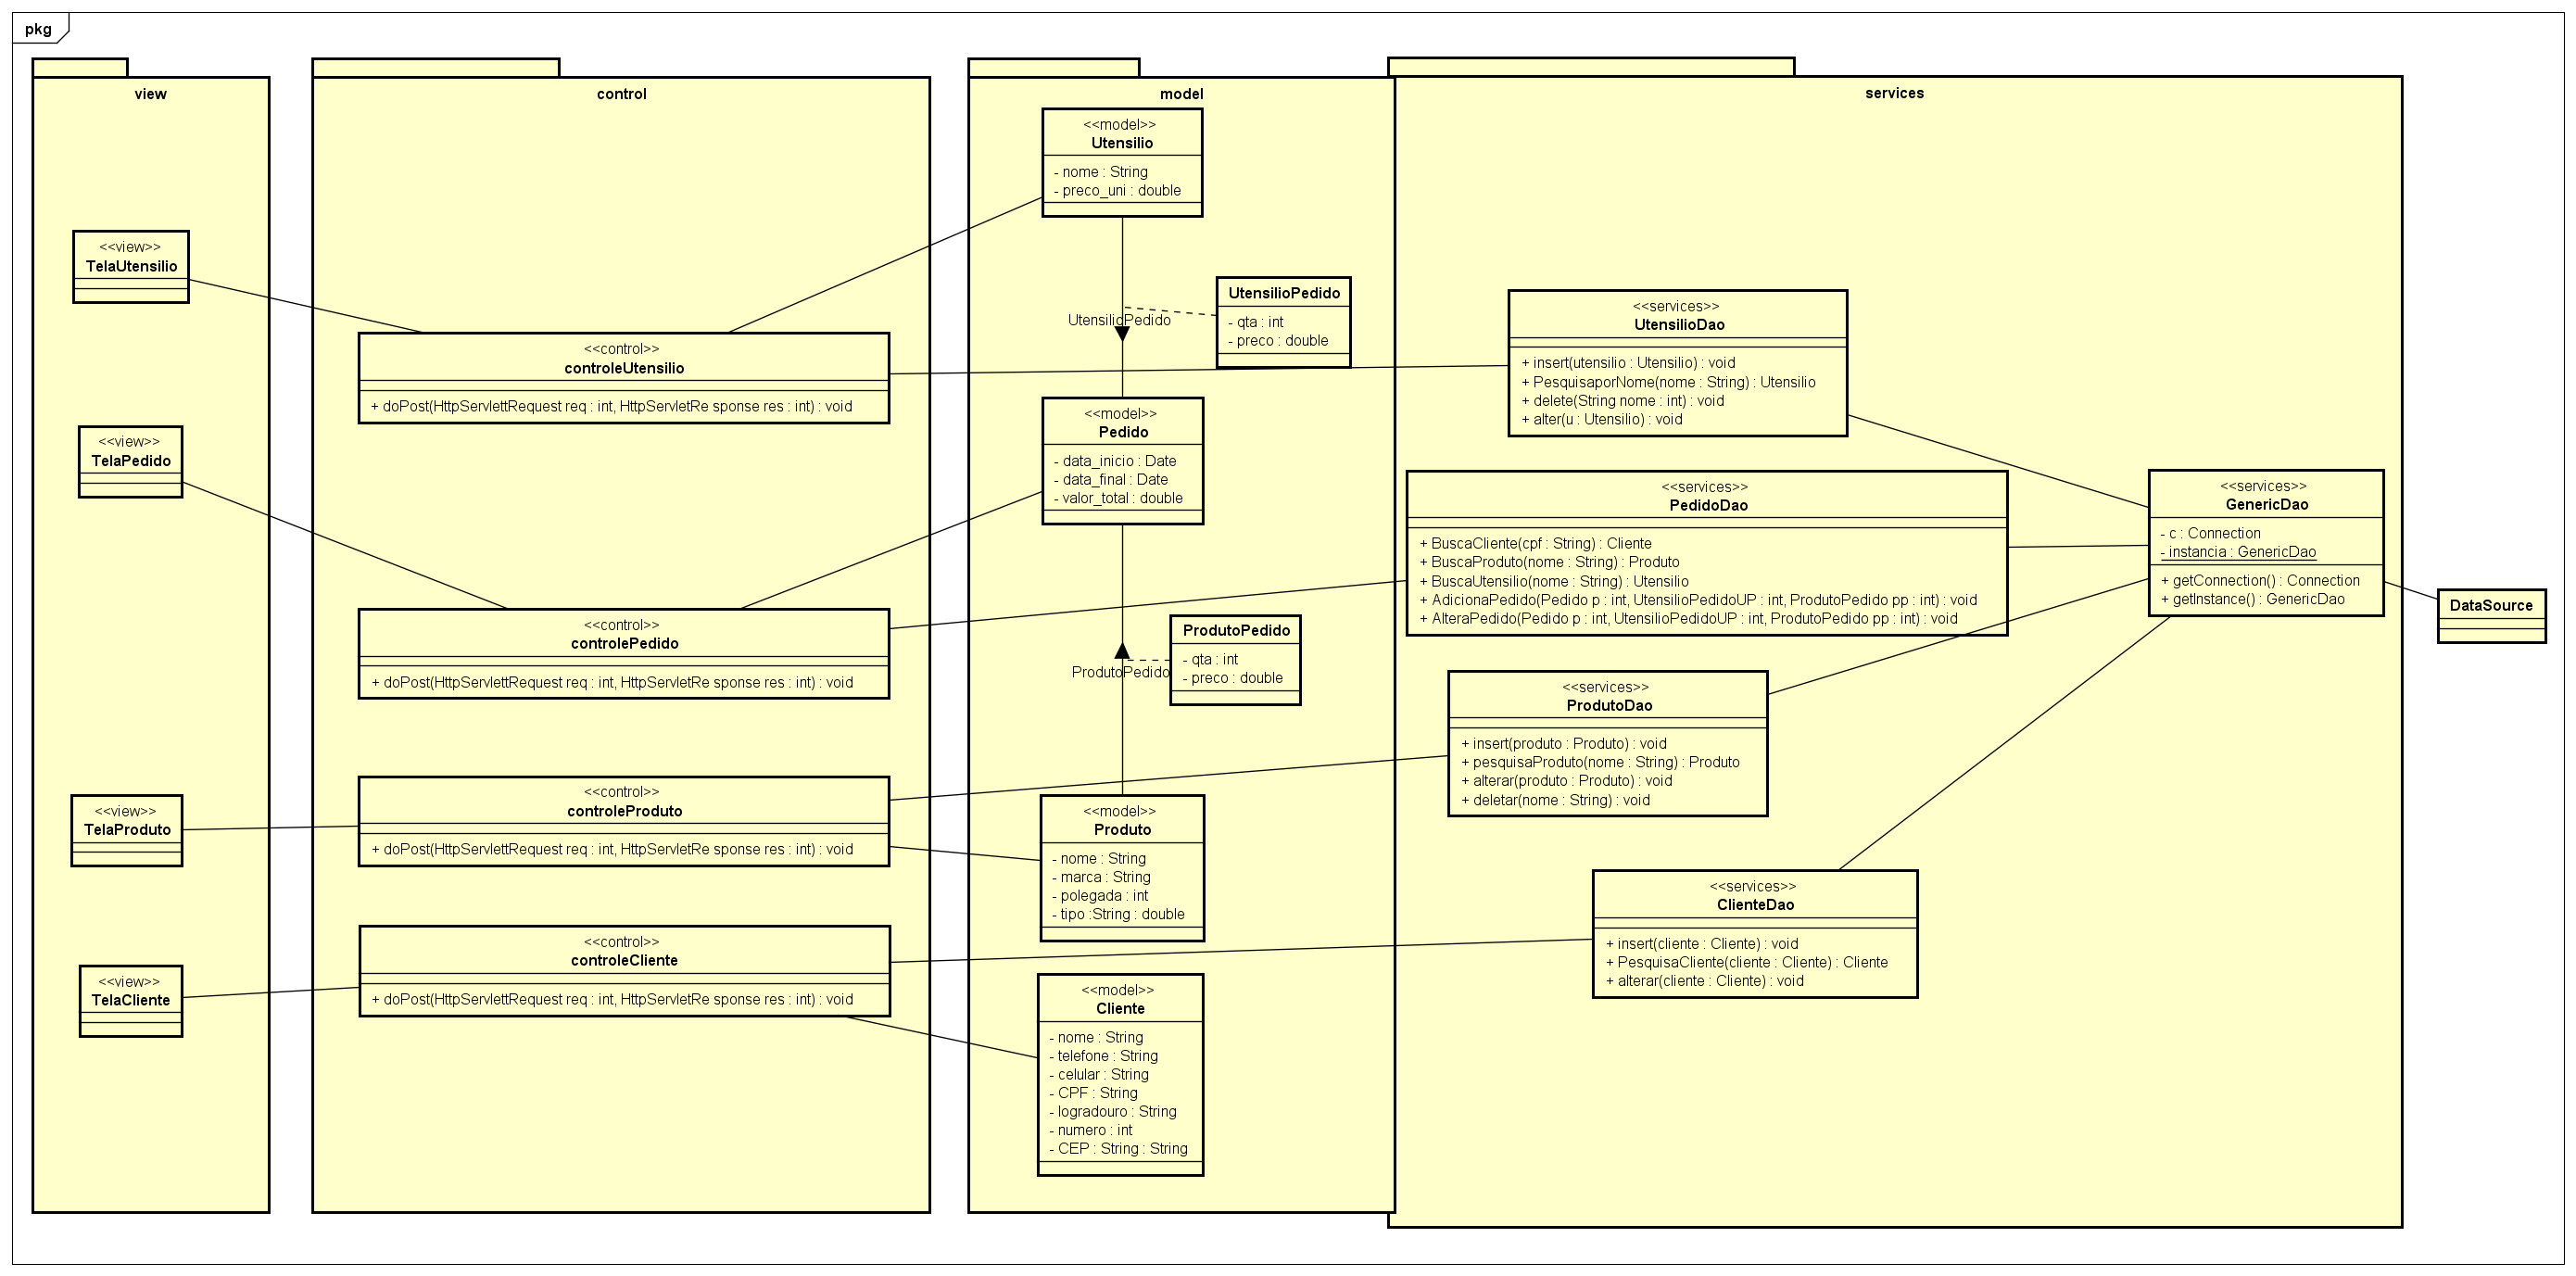 pkg
view
<<view>>
TelaUtensilio
<<view>>
TelaPedido
<<view>>
TelaProduto
<<view>>
TelaCliente
control
<<control>>
controleUtensilio
+ doPost(HttpServlettRequest req : int, HttpServletRe sponse res : int) : void
<<control>>
controlePedido
+ doPost(HttpServlettRequest req : int, HttpServletRe sponse res : int) : void
<<control>>
controleProduto
+ doPost(HttpServlettRequest req : int, HttpServletRe sponse res : int) : void
<<control>>
controleCliente
+ doPost(HttpServlettRequest req : int, HttpServletRe sponse res : int) : void
model
<<model>>
Utensilio
- nome : String
- preco_uni : double
UtensilioPedido
UtensilioPedido
- qta : int
- preco : double
<<model>>
Pedido
- data_inicio : Date
- data_final : Date
- valor_total : double
ProdutoPedido
ProdutoPedido
- qta : int
- preco : double
<<model>>
Produto
- nome : String
- marca : String
- polegada : int
- tipo :String : double
<<model>>
Cliente
- nome : String
- telefone : String
- celular : String
- CPF : String
- logradouro : String
- numero : int
- CEP : String : String
services
<<services>>
UtensilioDao
+ insert(utensilio : Utensilio) : void
+ PesquisaporNome(nome : String) : Utensilio
+ delete(String nome : int) : void
+ alter(u : Utensilio) : void
<<services>>
PedidoDao
+ BuscaCliente(cpf : String) : Cliente
+ BuscaProduto(nome : String) : Produto
+ BuscaUtensilio(nome : String) : Utensilio
+ AdicionaPedido(Pedido p : int, UtensilioPedidoUP : int, ProdutoPedido pp : int) : void
+ AlteraPedido(Pedido p : int, UtensilioPedidoUP : int, ProdutoPedido pp : int) : void
<<services>>
ProdutoDao
+ insert(produto : Produto) : void
+ pesquisaProduto(nome : String) : Produto
+ alterar(produto : Produto) : void
+ deletar(nome : String) : void
<<services>>
ClienteDao
+ insert(cliente : Cliente) : void
+ PesquisaCliente(cliente : Cliente) : Cliente
+ alterar(cliente : Cliente) : void
<<services>>
GenericDao
- c : Connection
- instancia : GenericDao
+ getConnection() : Connection
+ getInstance() : GenericDao
DataSource